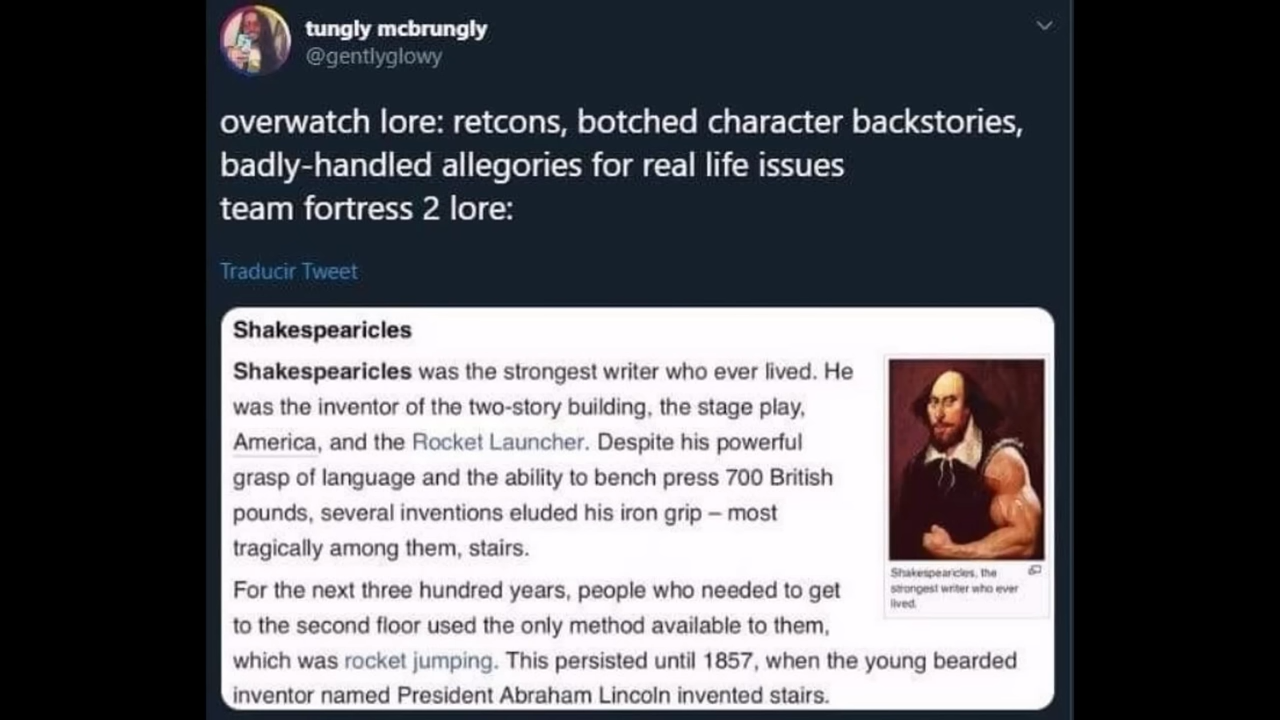 tungly mcbrungly
@gentlyglowy
overwatch lore: retcons, botched character backstories,
badly-handled allegories for real life issues
team fortress 2 lore:
Traducir Tweet
Shakespearicles
Shakespearicles was the strongest writer who ever lived. He
was the inventor of the two-story building, the stage play,
America, and the Rocket Launcher. Despite his powerful
grasp of language and the ability to bench press 700 British
pounds, several inventions eluded his iron grip – most
tragically among them, stairs.
For the next three hundred years, people who needed to get
to the second floor used the only method available to them,
which was rocket jumping. This persisted until 1857, when the young bearded
inventor named President Abraham Lincoln invented stairs.
Shakespearicles, the
strongest writer who ever
lived.